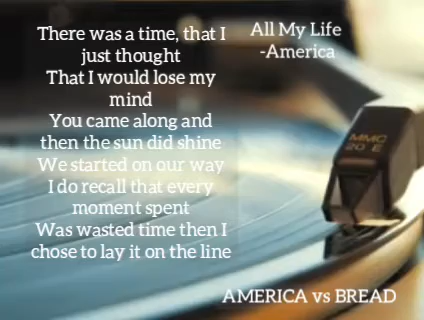 There was a time, that I
just thought
That I would lose my
mind
You came along and
then the sun did shine
We started on our way
I do recall that every
moment spent
Was wasted time then I
chose to lay it on the line
All My Life
-America
MMC
20 E
AMERICA vs BREAD